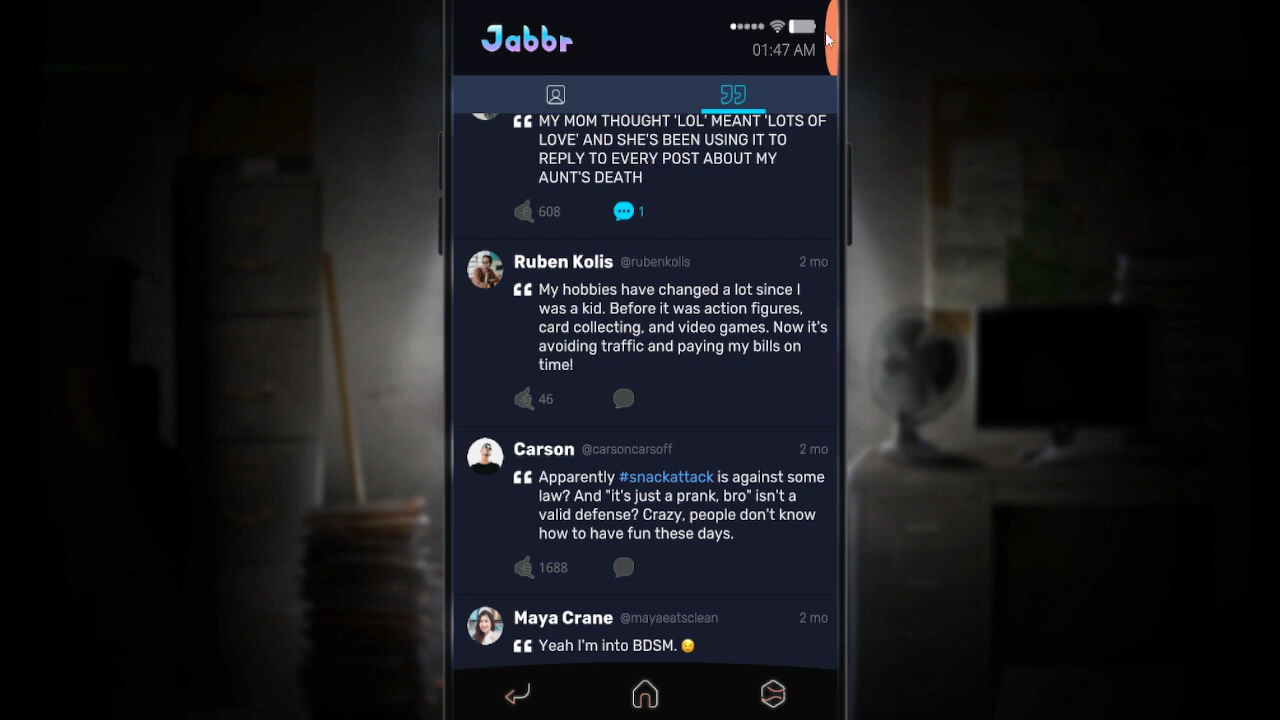 Jabbr
01:47 AM
MY MOM THOUGHT 'LOL' MEANT 'LOTS OF
LOVE' AND SHE'S BEEN USING IT TO
REPLY TO EVERY POST ABOUT MY
AUNT'S DEATH
608
1
Ruben Kolis @rubenkolis 2 mo
My hobbies have changed a lot since I
was a kid. Before it was action figures,
card collecting, and video games. Now it's
avoiding traffic and paying my bills on
time!
46
Carson @carsoncarsoff 2 mo
Apparently #snackattack is against some
law? And "it's just a prank, bro" isn't a
valid defense? Crazy, people don't know
how to have fun these days.
1688
Maya Crane @mayaeatsclean 2 mo
Yeah I'm into BDSM. 😉